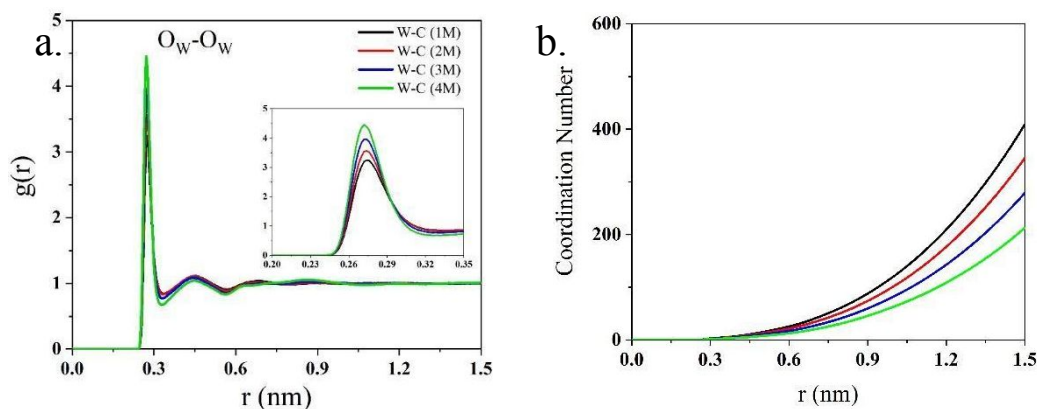 a.
O_W-O_W
W-C (1M)
W-C (2M)
W-C (3M)
W-C (4M)
g(r)
5
4
3
2
1
0
5
4
3
2
1
0
0.20 0.23 0.26 0.29 0.32 0.35
0.0 0.3 0.6 0.9 1.2 1.5
r (nm)
b.
Coordination Number
600
400
200
0
0.0 0.3 0.6 0.9 1.2 1.5
r (nm)